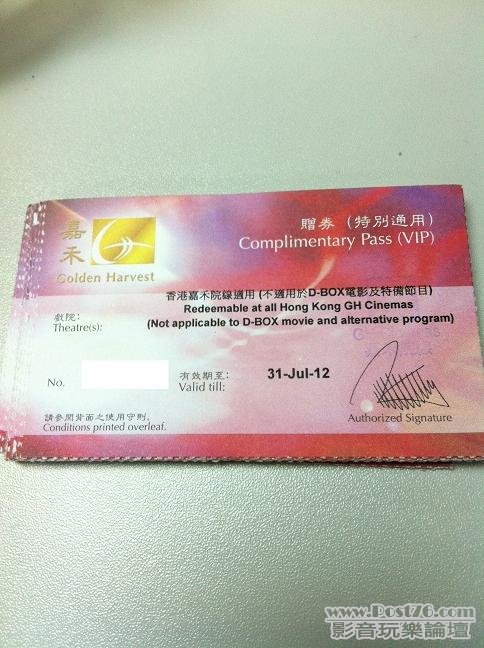 嘉禾
Golden Harvest
贈券 (特別通用)
Complimentary Pass (VIP)
香港嘉禾院線適用 (不適用於D-BOX電影及特備節目)
戲院:
Theatre(s):
Redeemable at all Hong Kong GH Cinemas
(Not applicable to D-BOX movie and alternative program)
No.
有效期至:
Valid till:
31-Jul-12
請參閱背面之使用守則。
Conditions printed overleaf.
Authorized Signature
www.Post76.com
影音玩樂論壇